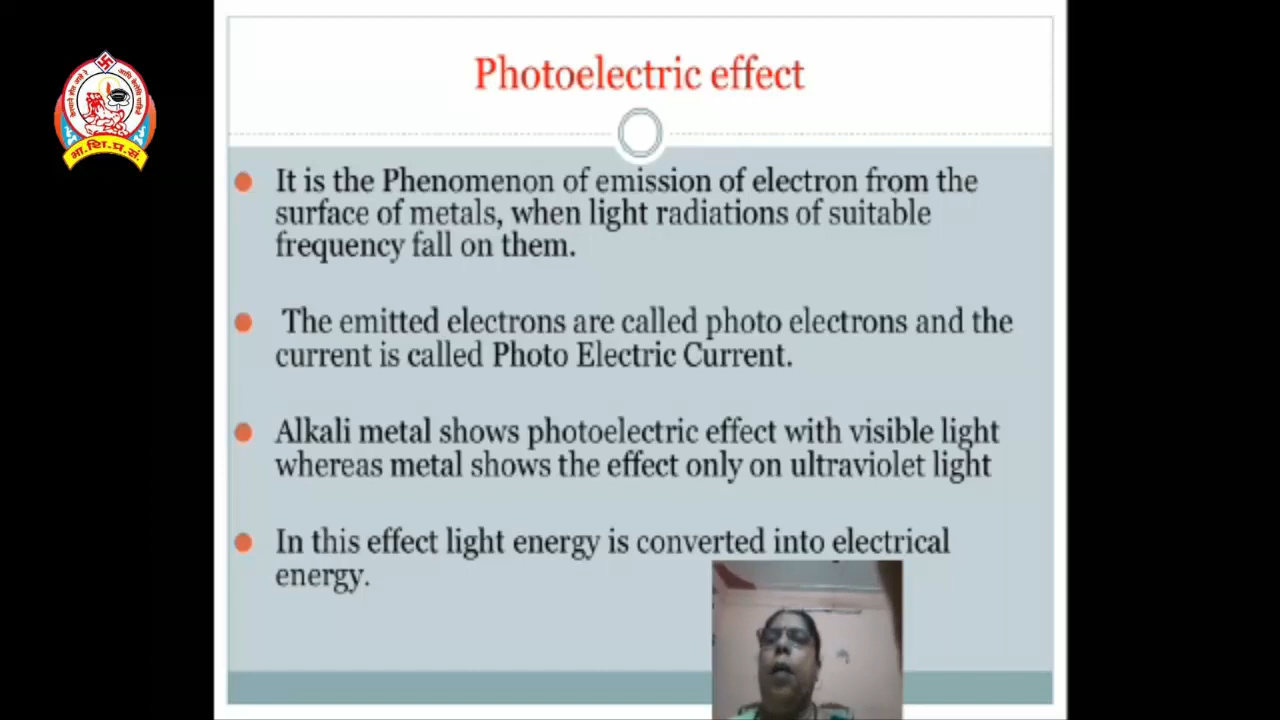 Photoelectric effect
It is the Phenomenon of emission of electron from the
surface of metals, when light radiations of suitable
frequency fall on them.
The emitted electrons are called photo electrons and the
current is called Photo Electric Current.
Alkali metal shows photoelectric effect with visible light
whereas metal shows the effect only on ultraviolet light
In this effect light energy is converted into electrical
energy.
भा.शि.प्र.सं.